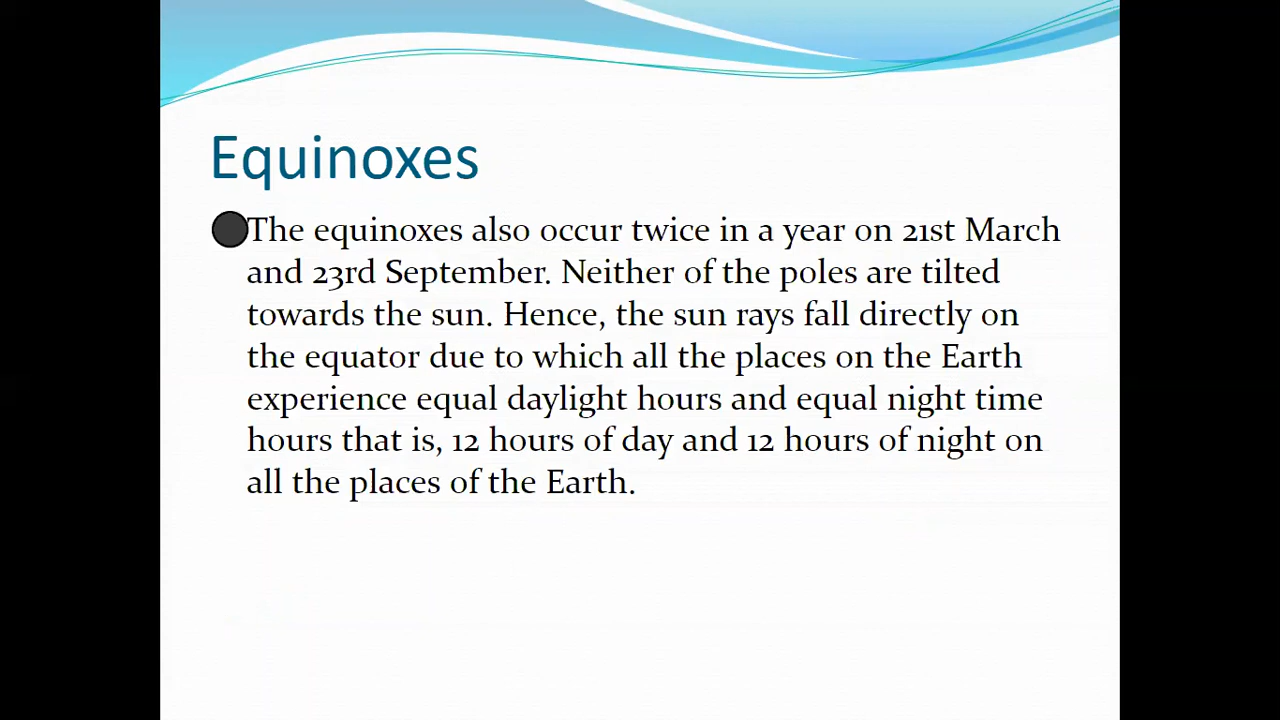 Equinoxes
The equinoxes also occur twice in a year on 21st March
and 23rd September. Neither of the poles are tilted
towards the sun. Hence, the sun rays fall directly on
the equator due to which all the places on the Earth
experience equal daylight hours and equal night time
hours that is, 12 hours of day and 12 hours of night on
all the places of the Earth.